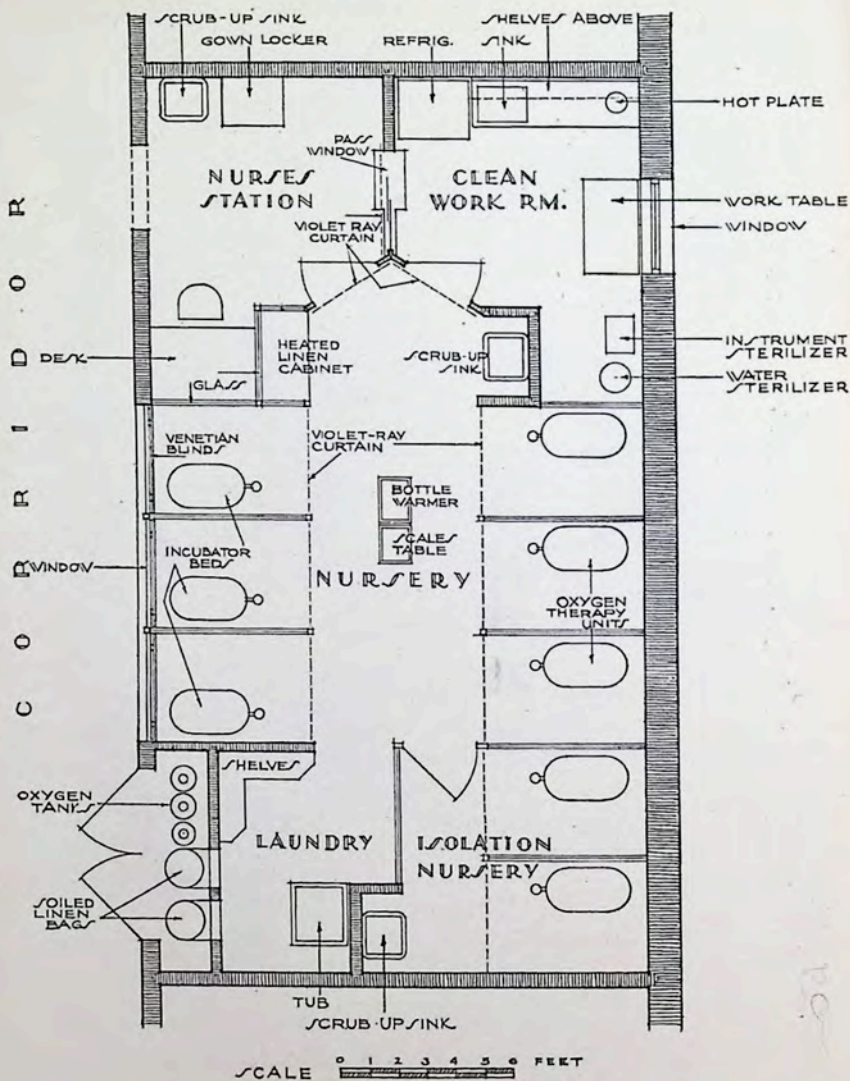 SCRUB-UP SINK
GOWN LOCKER
REFRIG.
SHELVES ABOVE
SINK
HOT PLATE
PASS
WINDOW
NURSES
STATION
CLEAN
WORK RM.
WORK TABLE
WINDOW
VIOLET RAY
CURTAIN
CORRIDOR
DESK
HEATED
LINEN
CABINET
GLASS
SCRUB-UP
SINK
INSTRUMENT
STERILIZER
WATER
STERILIZER
VENETIAN
BLINDS
VIOLET-RAY
CURTAIN
BOTTLE
WARMER
SCALES
TABLE
WINDOW
INCUBATOR
BEDS
NURSERY
OXYGEN
THERAPY
UNITS
OXYGEN
TANKS
SHELVES
LAUNDRY
ISOLATION
NURSERY
SOILED
LINEN
BAGS
TUB
SCRUB-UP SINK
SCALE 0 1 2 3 4 5 6 FEET